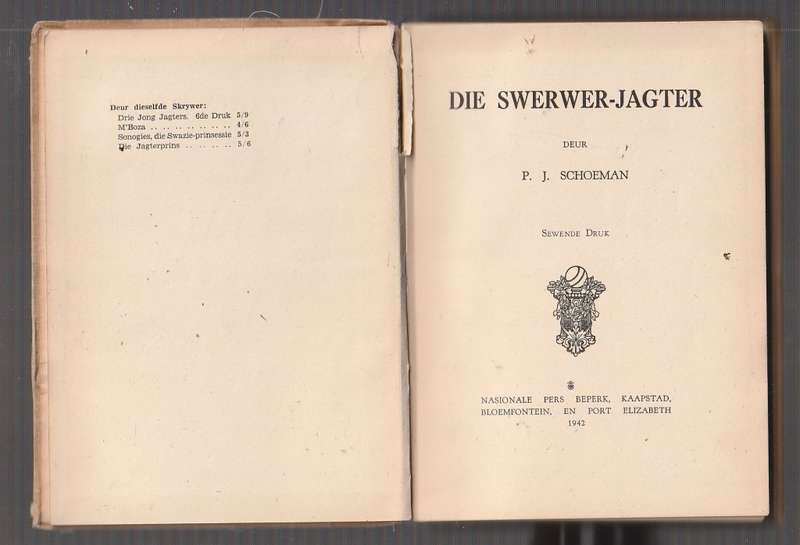 Deur dieselfde Skrywer:
Drie Jong Jagters. 6de Druk 5/9
M'Boza .. .. .. .. .. .. .. .. 4/6
Sonogies, die Swazie-prinsessie 5/3
Die Jagterprins .. .. .. .. .. 5/6
DIE SWERWER-JAGTER
DEUR
P. J. SCHOEMAN
SEWENDE DRUK
NASIONALE PERS BEPERK, KAAPSTAD,
BLOEMFONTEIN, EN PORT ELIZABETH
1942